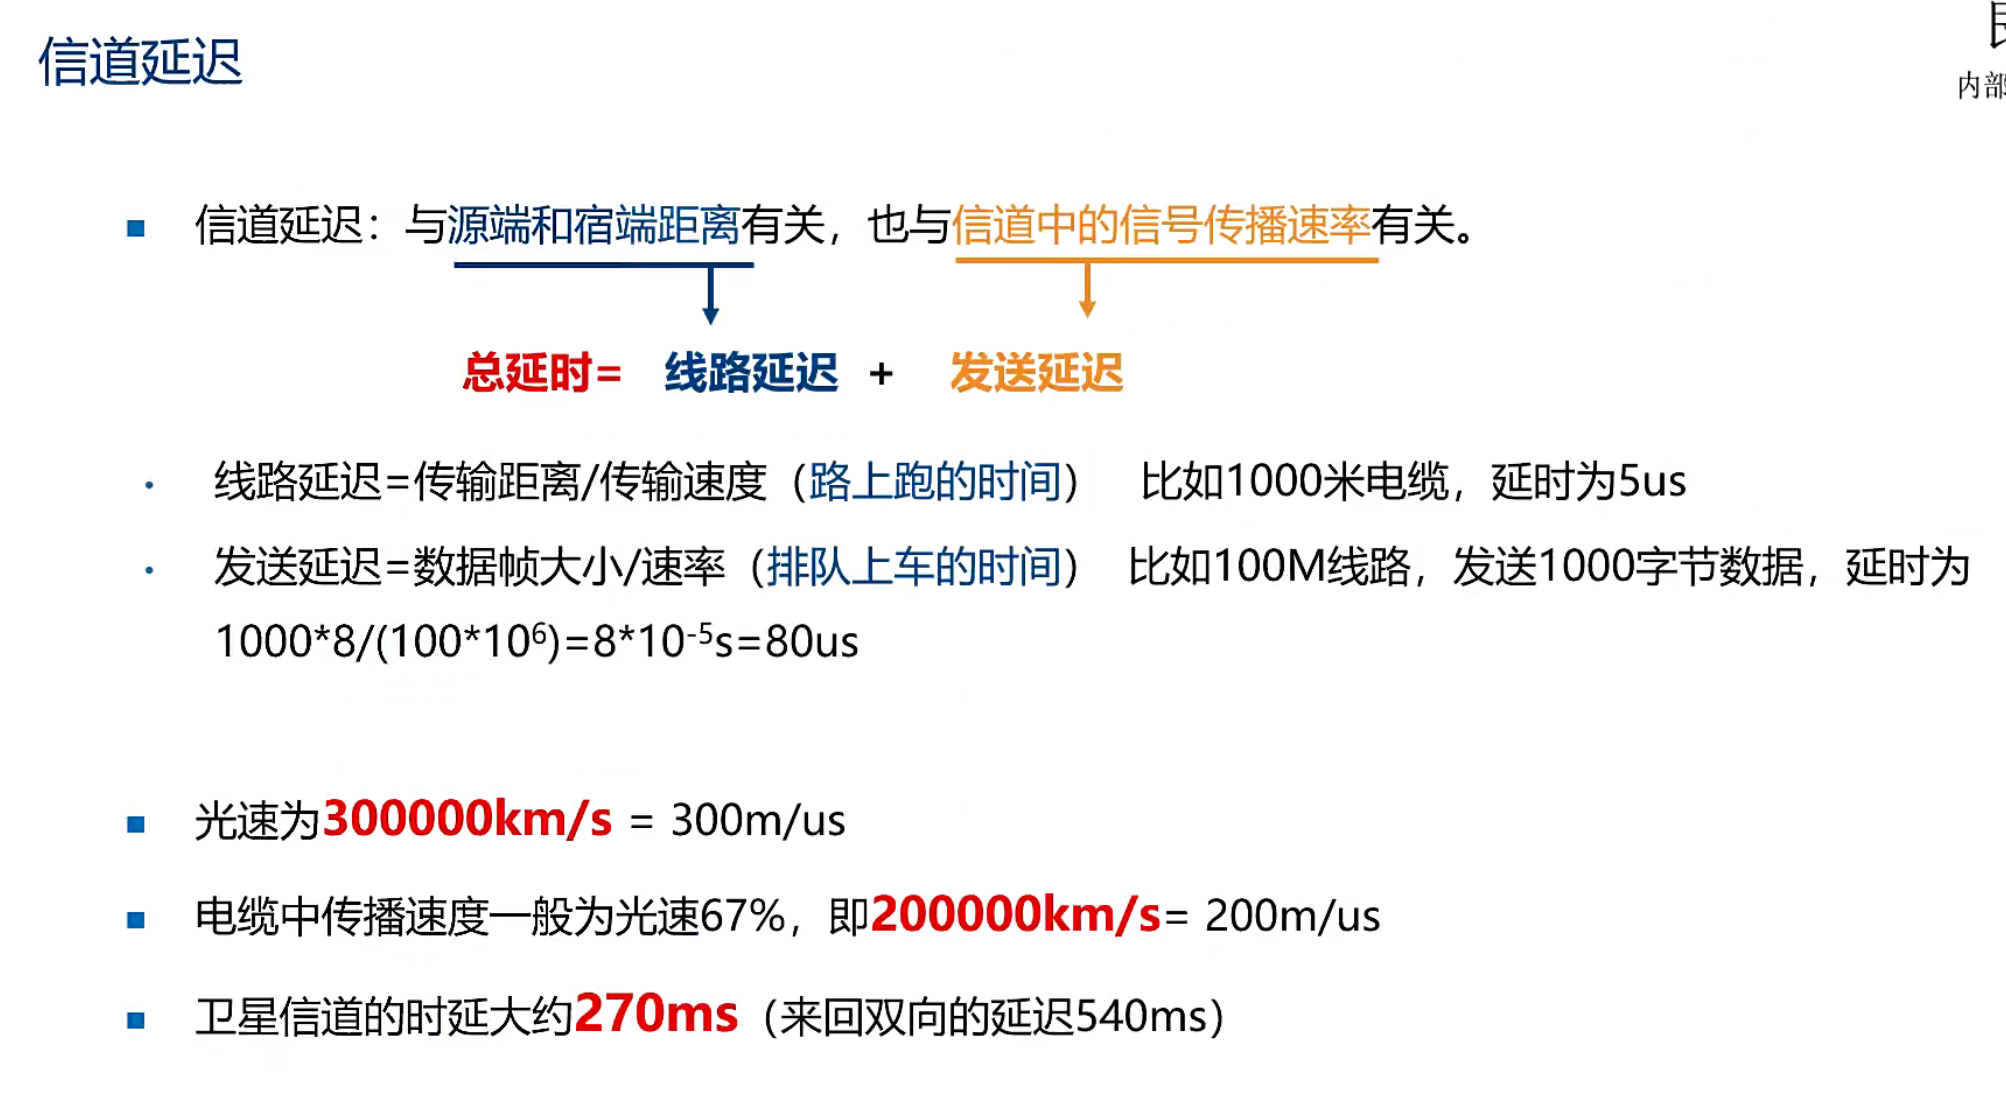 信道延迟
内部
信道延迟：与源端和宿端距离有关，也与信道中的信号传播速率有关。
总延时= 线路延迟 + 发送延迟
线路延迟=传输距离/传输速度（路上跑的时间） 比如1000米电缆，延时为5us
发送延迟=数据帧大小/速率（排队上车的时间） 比如100M线路，发送1000字节数据，延时为
1000*8/(100*10⁶)=8*10⁻⁵s=80us
光速为300000km/s = 300m/us
电缆中传播速度一般为光速67%，即200000km/s= 200m/us
卫星信道的时延大约270ms（来回双向的延迟540ms）